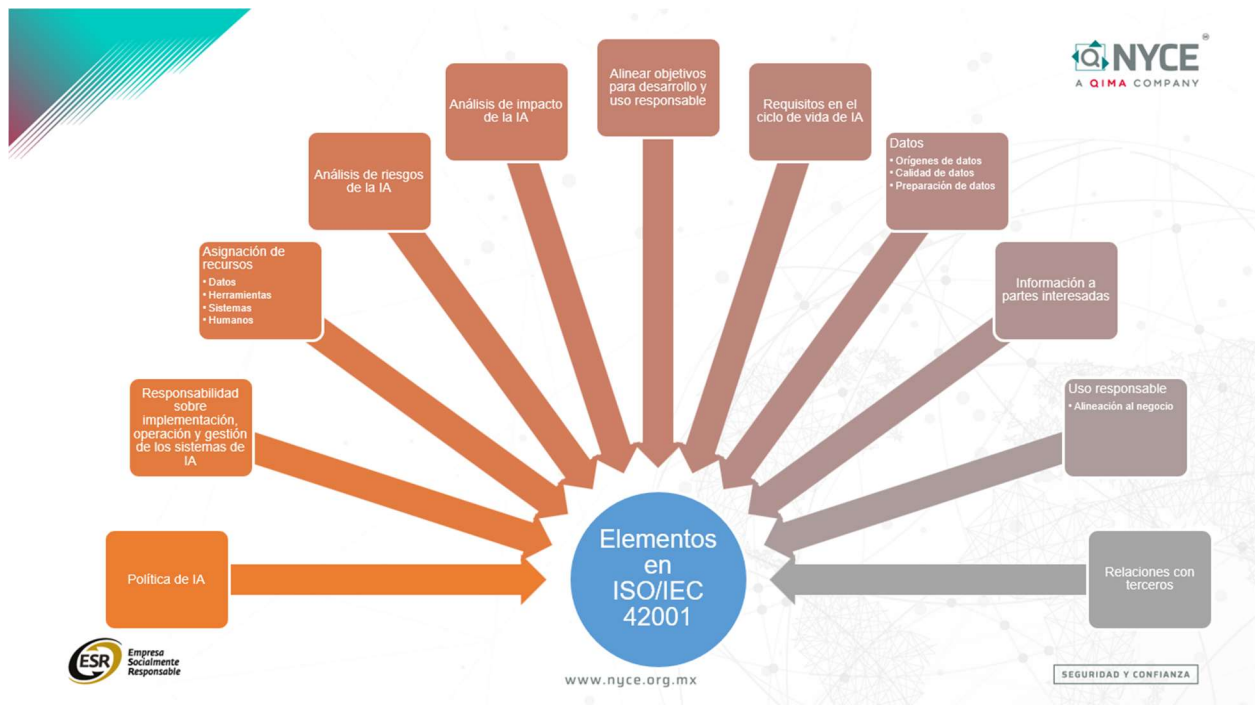 NYCE
A QIMA COMPANY
Alinear objetivos
para desarrollo y
uso responsable
Análisis de impacto
de la IA
Requisitos en el
ciclo de vida de IA
Análisis de riesgos
de la IA
Datos
• Orígenes de datos
• Calidad de datos
• Preparación de datos
Asignación de
recursos
• Datos
• Herramientas
• Sistemas
• Humanos
Información a
partes interesadas
Responsabilidad
sobre
implementación,
operación y gestión
de los sistemas de
IA
Uso responsable
• Alineación al negocio
Política de IA
Elementos
en
ISO/IEC
42001
Relaciones con
terceros
ESR
Empresa
Socialmente
Responsable
www.nyce.org.mx
SEGURIDAD Y CONFIANZA